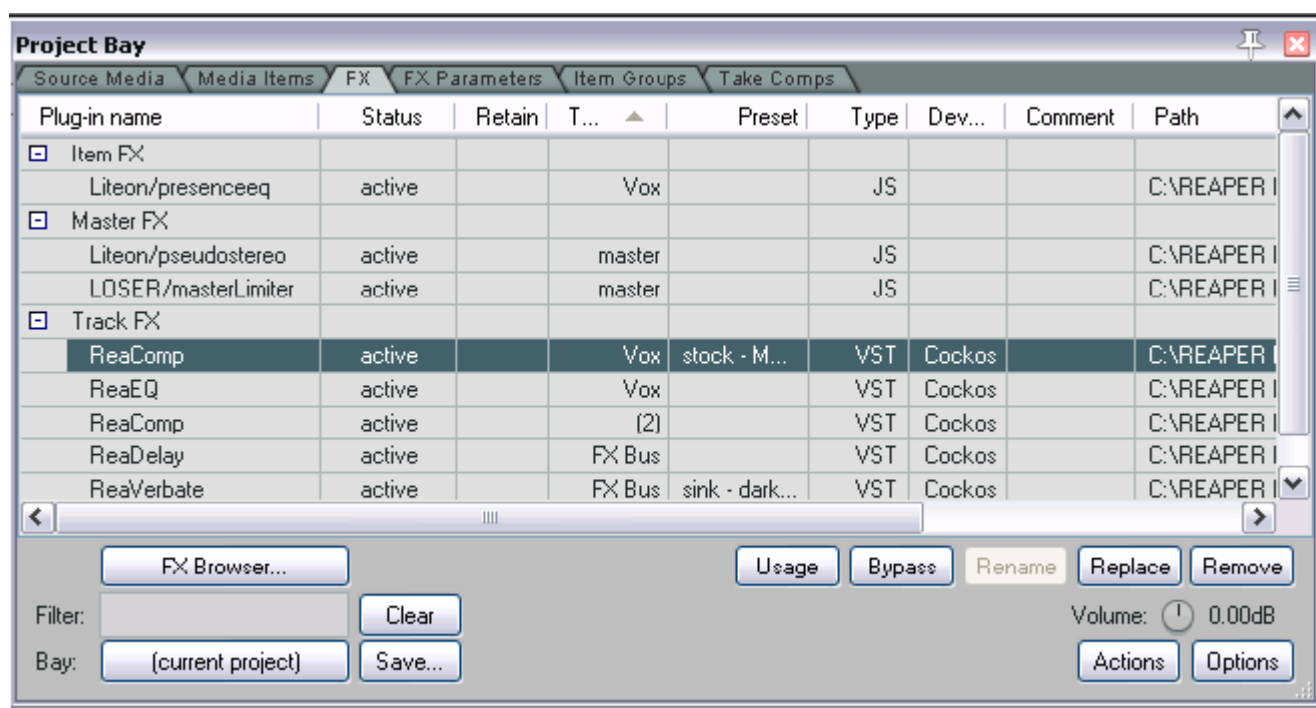 Project Bay
Source Media Media Items FX FX Parameters Item Groups Take Comps
Plug-in name Status Retain T... Preset Type Dev... Comment Path
Item FX
Liteon/presenceeq active Vox JS C:\REAPER
Master FX
Liteon/pseudostereo active master JS C:\REAPER
LOSER/masterLimiter active master JS C:\REAPER
Track FX
ReaComp active Vox stock - M... VST Cockos C:\REAPER
ReaEQ active Vox VST Cockos C:\REAPER
ReaComp active (2) VST Cockos C:\REAPER
ReaDelay active FX Bus VST Cockos C:\REAPER
ReaVerbate active FX Bus sink - dark... VST Cockos C:\REAPER
FX Browser... Usage Bypass Rename Replace Remove
Filter: Clear Volume: 0.00dB
Bay: (current project) Save... Actions Options